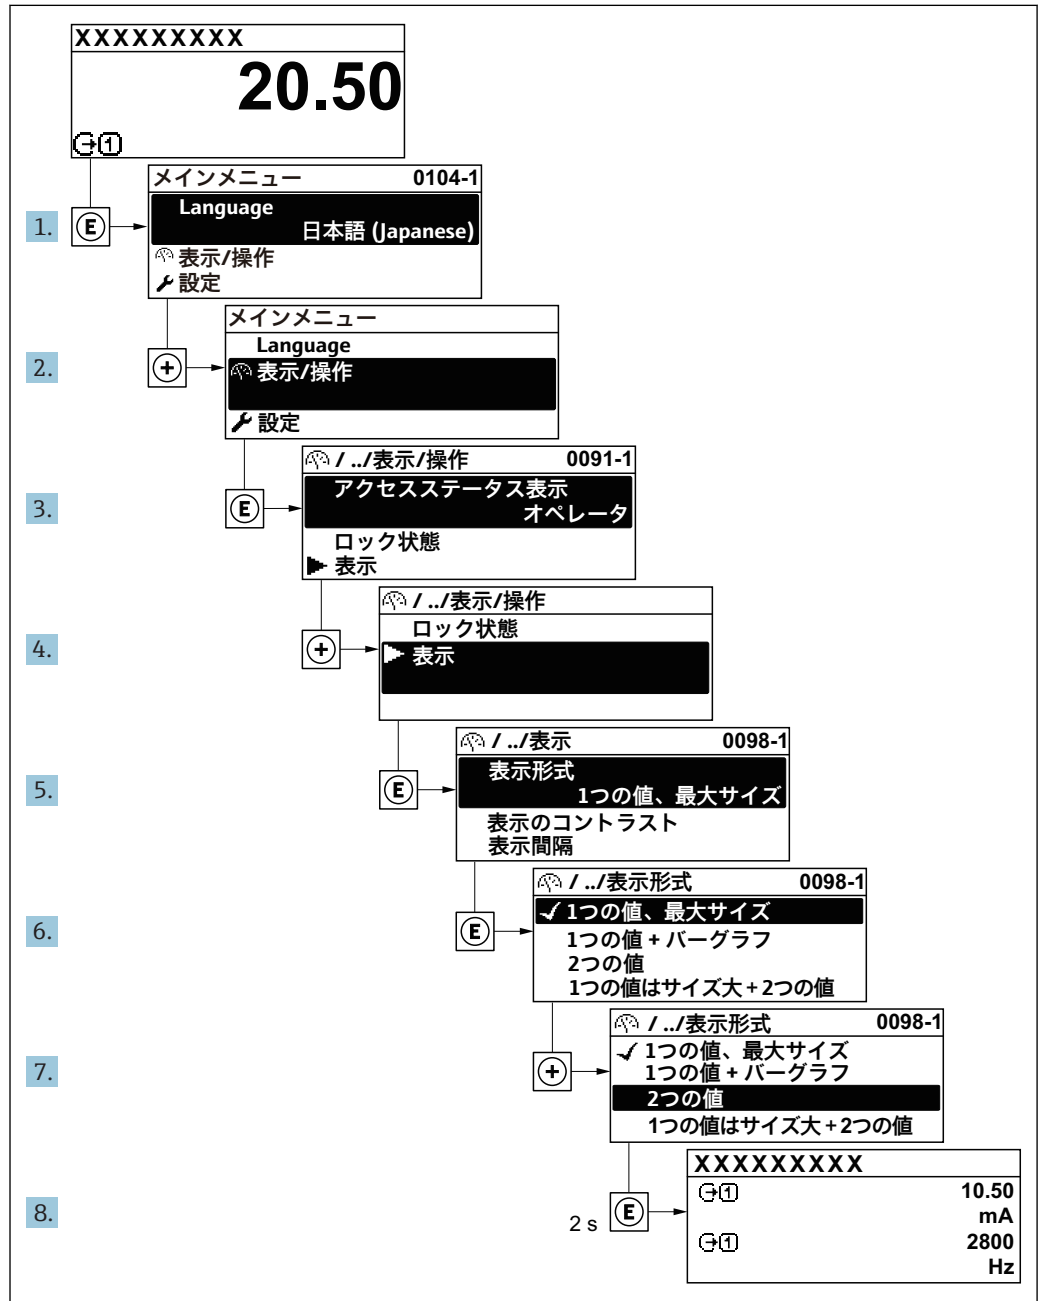 XXXXXXXXX
20.50
1
メインメニュー 0104-1
Language
1. E 日本語 (Japanese)
表示/操作
設定
メインメニュー
Language
2. + 表示/操作
設定
/ ../表示/操作 0091-1
アクセスステータス表示
3. E オペレータ
ロック状態
表示
/ ../表示/操作
ロック状態
4. + 表示
/ ../表示 0098-1
表示形式
5. E 1つの値、最大サイズ
表示のコントラスト
表示間隔
/ ../表示形式 0098-1
✓ 1つの値、最大サイズ
6. E 1つの値 + バーグラフ
2つの値
1つの値はサイズ大 + 2つの値
/ ../表示形式 0098-1
✓ 1つの値、最大サイズ
7. + 1つの値 + バーグラフ
2つの値
1つの値はサイズ大 + 2つの値
XXXXXXXXX
1 10.50
8. 2 s E mA
1 2800
Hz